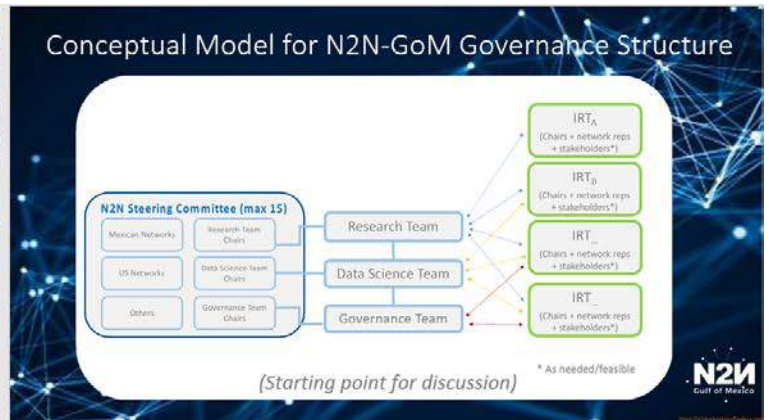 Conceptual Model for N2N-GoM Governance Structure
N2N Steering Committee (max 15)
Mexican Networks
Research Team
Chairs
US Networks
Data Science Team
Chairs
Others
Governance Team
Chairs
Research Team
Data Science Team
Governance Team
IRT_A
(Chairs + network reps
+ stakeholders*)
IRT_B
(Chairs + network reps
+ stakeholders*)
IRT_...
(Chairs + network reps
+ stakeholders*)
IRT_...
(Chairs + network reps
+ stakeholders*)
* As needed/feasible
(Starting point for discussion)
N2N
Gulf of Mexico